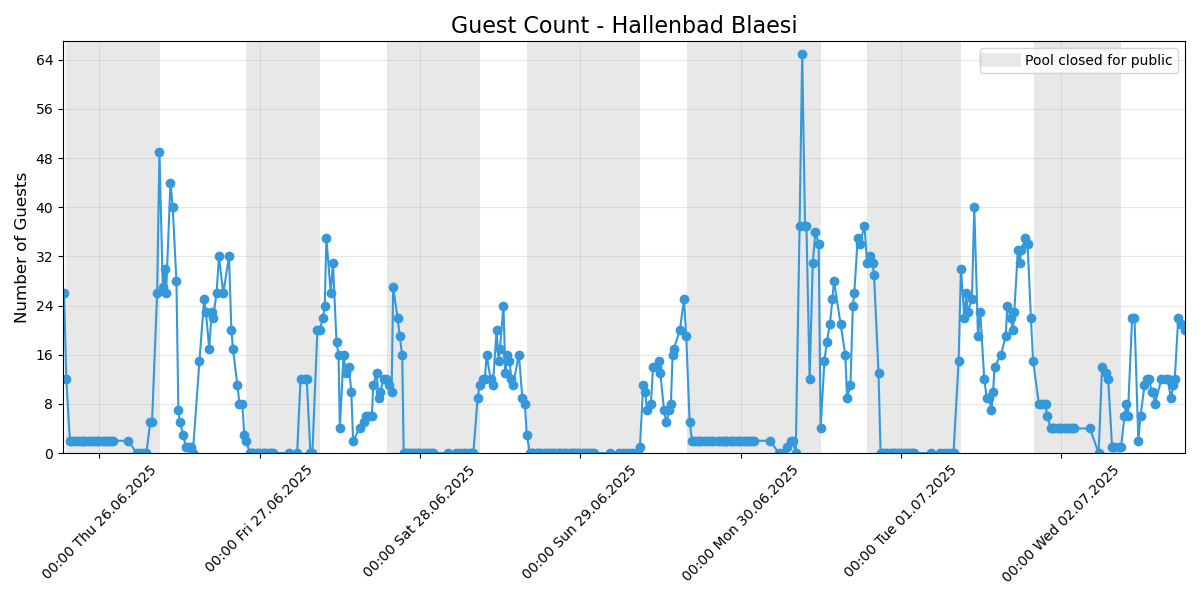 Guest Count - Hallenbad Blaesi
Pool closed for public
Number of Guests
64
56
48
40
32
24
16
8
0
00:00 Thu 26.06.2025
00:00 Fri 27.06.2025
00:00 Sat 28.06.2025
00:00 Sun 29.06.2025
00:00 Mon 30.06.2025
00:00 Tue 01.07.2025
00:00 Wed 02.07.2025